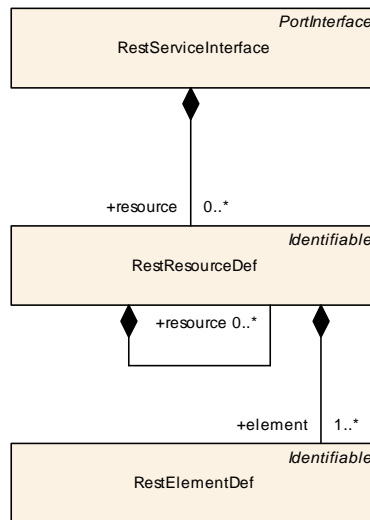 PortInterface
RestServiceInterface
+resource 0..*
Identifiable
RestResourceDef
+resource 0..*
+element 1..*
Identifiable
RestElementDef